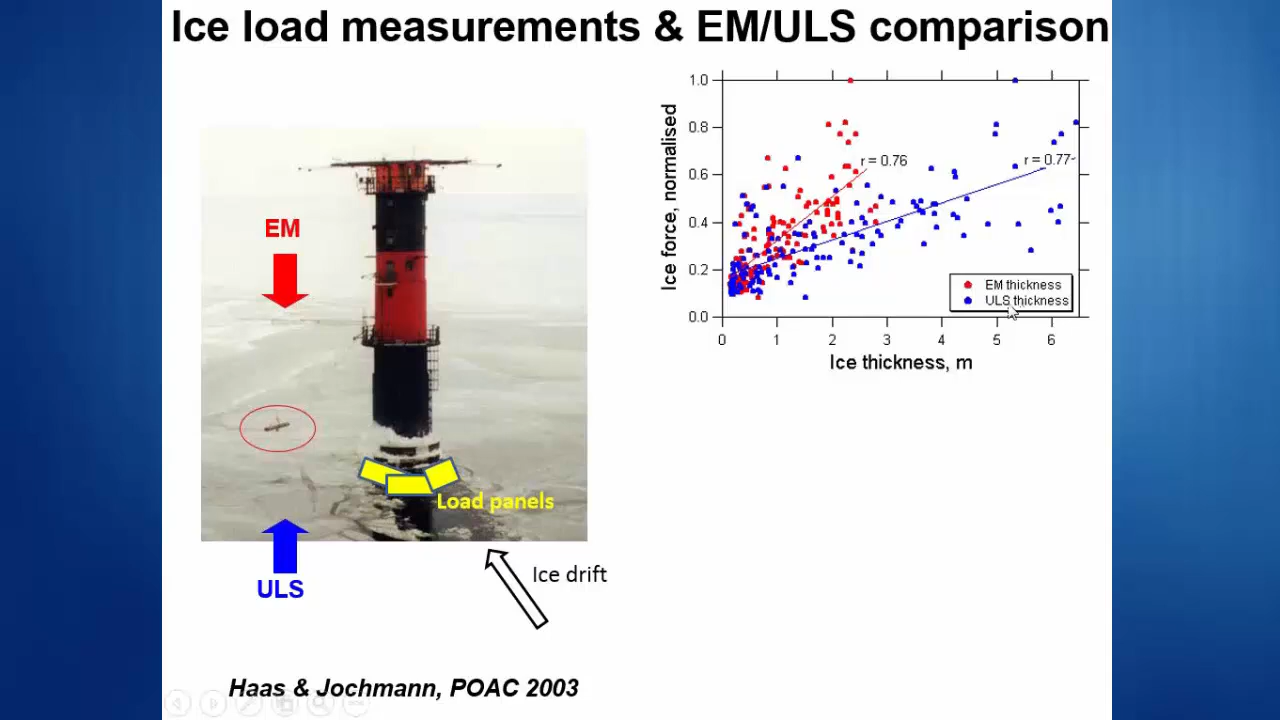 Ice load measurements & EM/ULS comparison
EM
Load panels
ULS
Ice drift
Haas & Jochmann, POAC 2003
Ice force, normalised
1.0
0.8
0.6
0.4
0.2
0.0
r = 0.76
r = 0.77
EM thickness
ULS thickness
0 1 2 3 4 5 6
Ice thickness, m